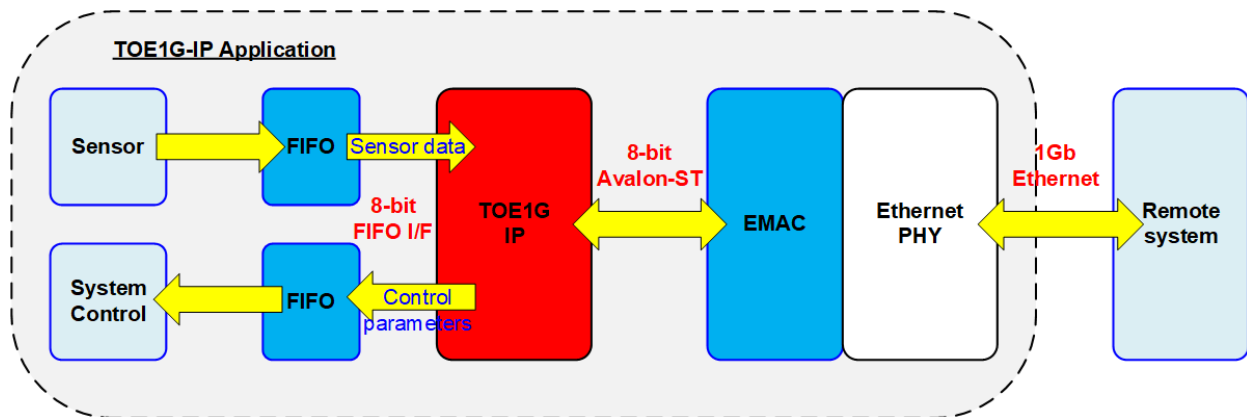 TOE1G-IP Application
Sensor
FIFO
Sensor data
8-bit
FIFO I/F
TOE1G
IP
8-bit
Avalon-ST
EMAC
Ethernet
PHY
1Gb
Ethernet
Remote
system
System
Control
FIFO
Control
parameters